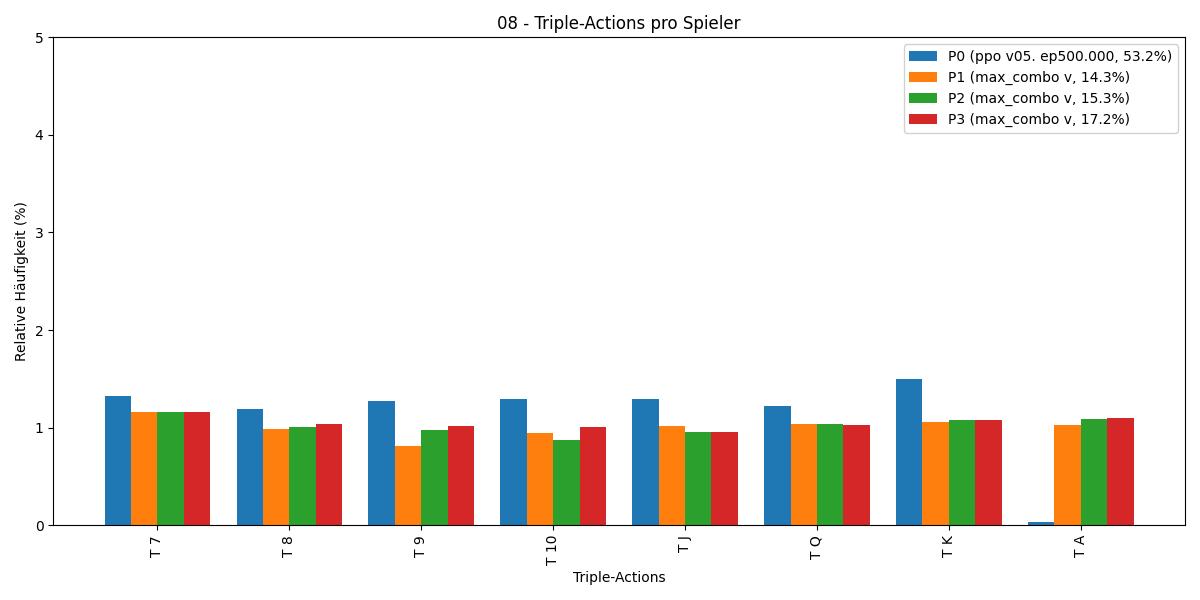 08 - Triple-Actions pro Spieler
Relative Häufigkeit (%)
5
4
3
2
1
0
P0 (ppo v05. ep500.000, 53.2%)
P1 (max_combo v, 14.3%)
P2 (max_combo v, 15.3%)
P3 (max_combo v, 17.2%)
T 7
T 8
T 9
T 10
T J
T Q
T K
T A
Triple-Actions